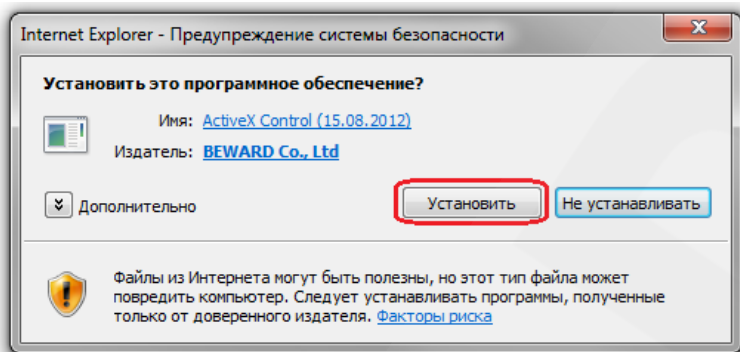 Internet Explorer - Предупреждение системы безопасности
Установить это программное обеспечение?
Имя: ActiveX Control (15.08.2012)
Издатель: BEWARD Co., Ltd
Дополнительно
Установить
Не устанавливать
Файлы из Интернета могут быть полезны, но этот тип файла может
повредить компьютер. Следует устанавливать программы, полученные
только от доверенного издателя. Факторы риска